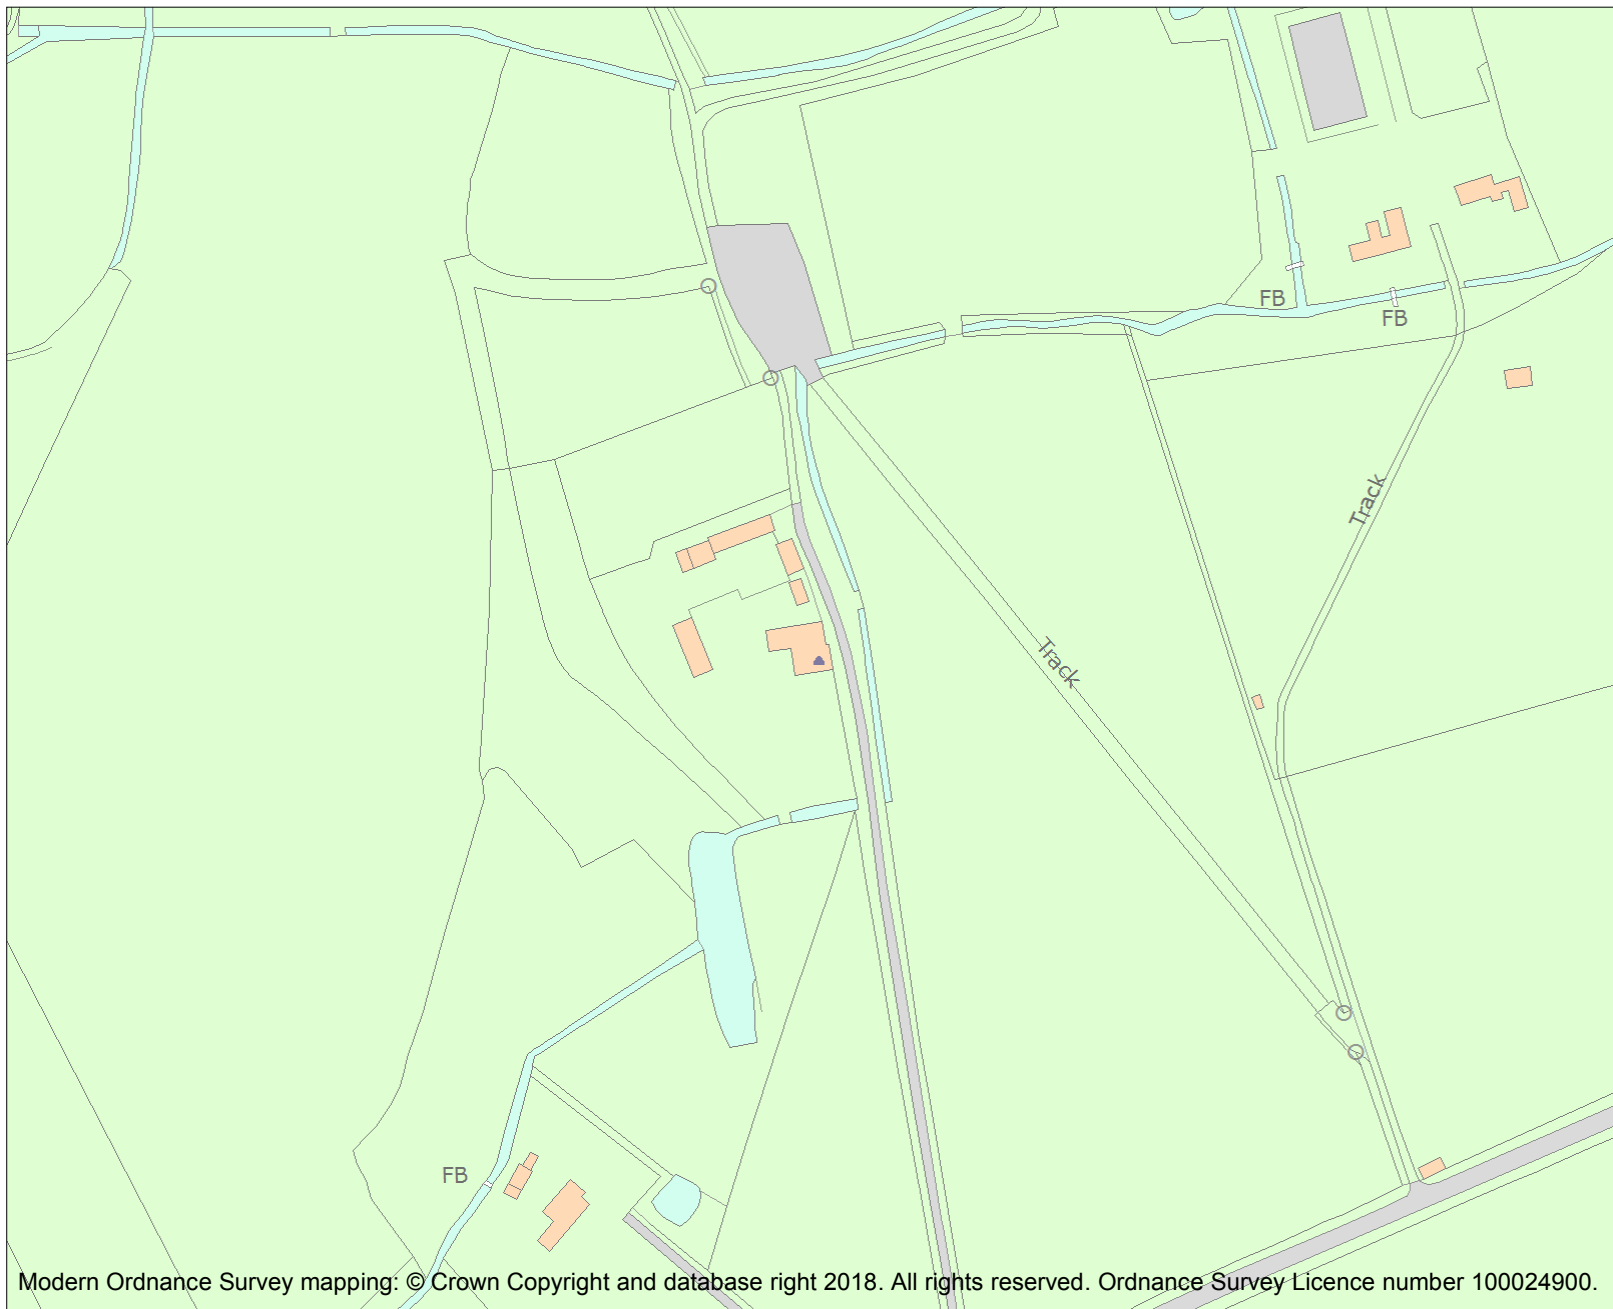 FB
FB
Track
Track
FB
Modern Ordnance Survey mapping: © Crown Copyright and database right 2018. All rights reserved. Ordnance Survey Licence number 100024900.